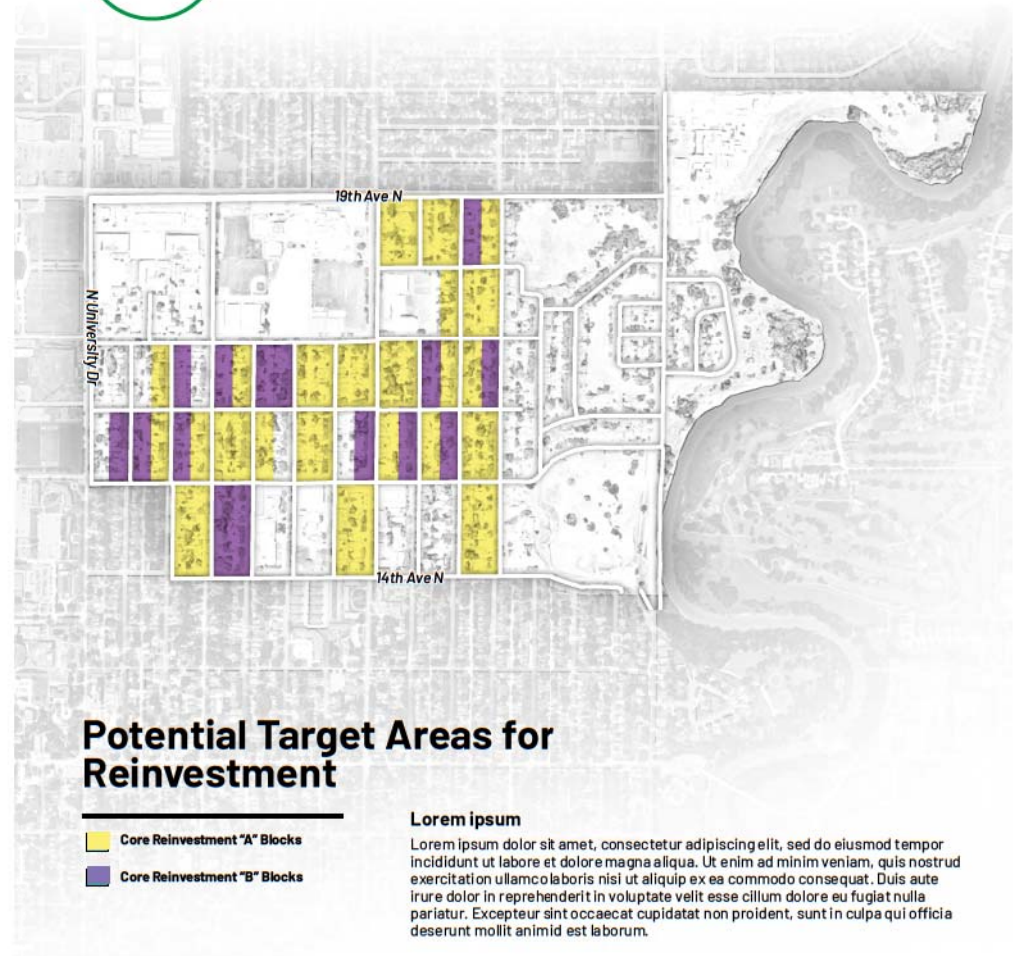 19th Ave N
N University Dr
14th Ave N
Potential Target Areas for
Reinvestment
Core Reinvestment “A” Blocks
Core Reinvestment “B” Blocks
Lorem ipsum
Lorem ipsum dolor sit amet, consectetur adipiscing elit, sed do eiusmod tempor
incididunt ut labore et dolore magna aliqua. Ut enim ad minim veniam, quis nostrud
exercitation ullamco laboris nisi ut aliquip ex ea commodo consequat. Duis aute
irure dolor in reprehenderit in voluptate velit esse cillum dolore eu fugiat nulla
pariatur. Excepteur sint occaecat cupidatat non proident, sunt in culpa qui officia
deserunt mollit anim id est laborum.